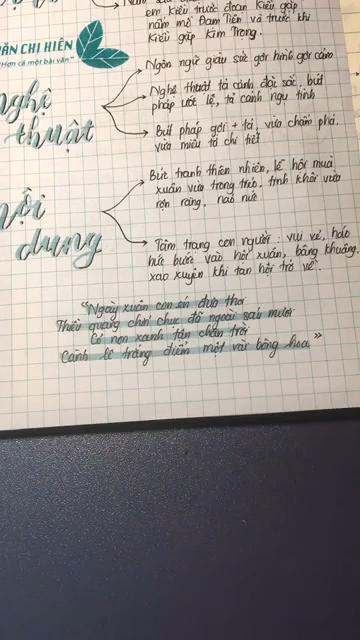 em Kiều trước đoạn Kiều gặp
nấm mộ Đạm Tiên và trước khi
Kiều gặp Kim Trọng.
VĂN CHỊ HIÊN
"Hơn cả một bài văn"
nghệ
thuật
Ngôn ngữ giàu sức gợi hình gợi cảm
Nghệ thuật tả cảnh đặc sắc, bút
pháp ước lệ, tả cảnh ngụ tình
Bút pháp gợi + tả, vừa chấm phá,
vừa miêu tả chi tiết
nội
dung
Bức tranh thiên nhiên, lễ hội mùa
xuân vừa trong trẻo, tinh khôi vừa
rộn ràng, náo nức
Tâm trạng con người: vui vẻ, háo
hức bước vào hội xuân, bâng khuâng,
xao xuyến khi tan hội trở về
"Ngày xuân con én đưa thoi
Thiều quang chín chục đã ngoài sáu mươi
Cỏ non xanh tận chân trời
Cành lê trắng điểm một vài bông hoa."